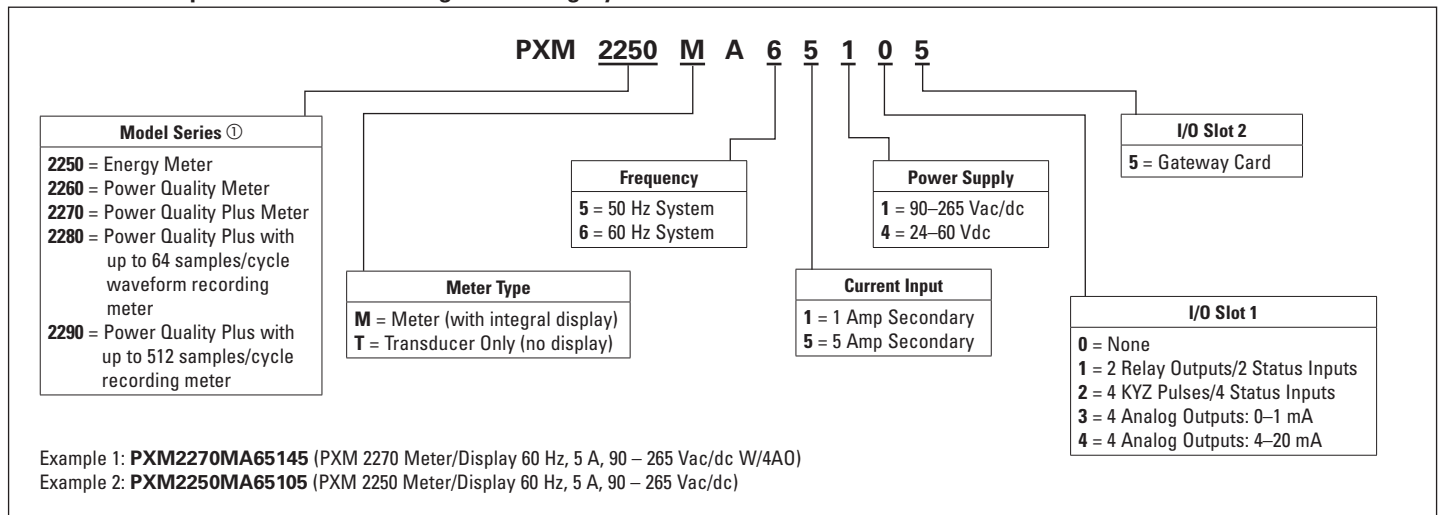 PXM 2250 M A 6 5 1 0 5
Model Series ①
2250 = Energy Meter
2260 = Power Quality Meter
2270 = Power Quality Plus Meter
2280 = Power Quality Plus with
up to 64 samples/cycle
waveform recording
meter
2290 = Power Quality Plus with
up to 512 samples/cycle
recording meter
Meter Type
M = Meter (with integral display)
T = Transducer Only (no display)
Frequency
5 = 50 Hz System
6 = 60 Hz System
Current Input
1 = 1 Amp Secondary
5 = 5 Amp Secondary
Power Supply
1 = 90–265 Vac/dc
4 = 24–60 Vdc
I/O Slot 1
0 = None
1 = 2 Relay Outputs/2 Status Inputs
2 = 4 KYZ Pulses/4 Status Inputs
3 = 4 Analog Outputs: 0–1 mA
4 = 4 Analog Outputs: 4–20 mA
I/O Slot 2
5 = Gateway Card
Example 1: PXM2270MA65145 (PXM 2270 Meter/Display 60 Hz, 5 A, 90 – 265 Vac/dc W/4AO)
Example 2: PXM2250MA65105 (PXM 2250 Meter/Display 60 Hz, 5 A, 90 – 265 Vac/dc)